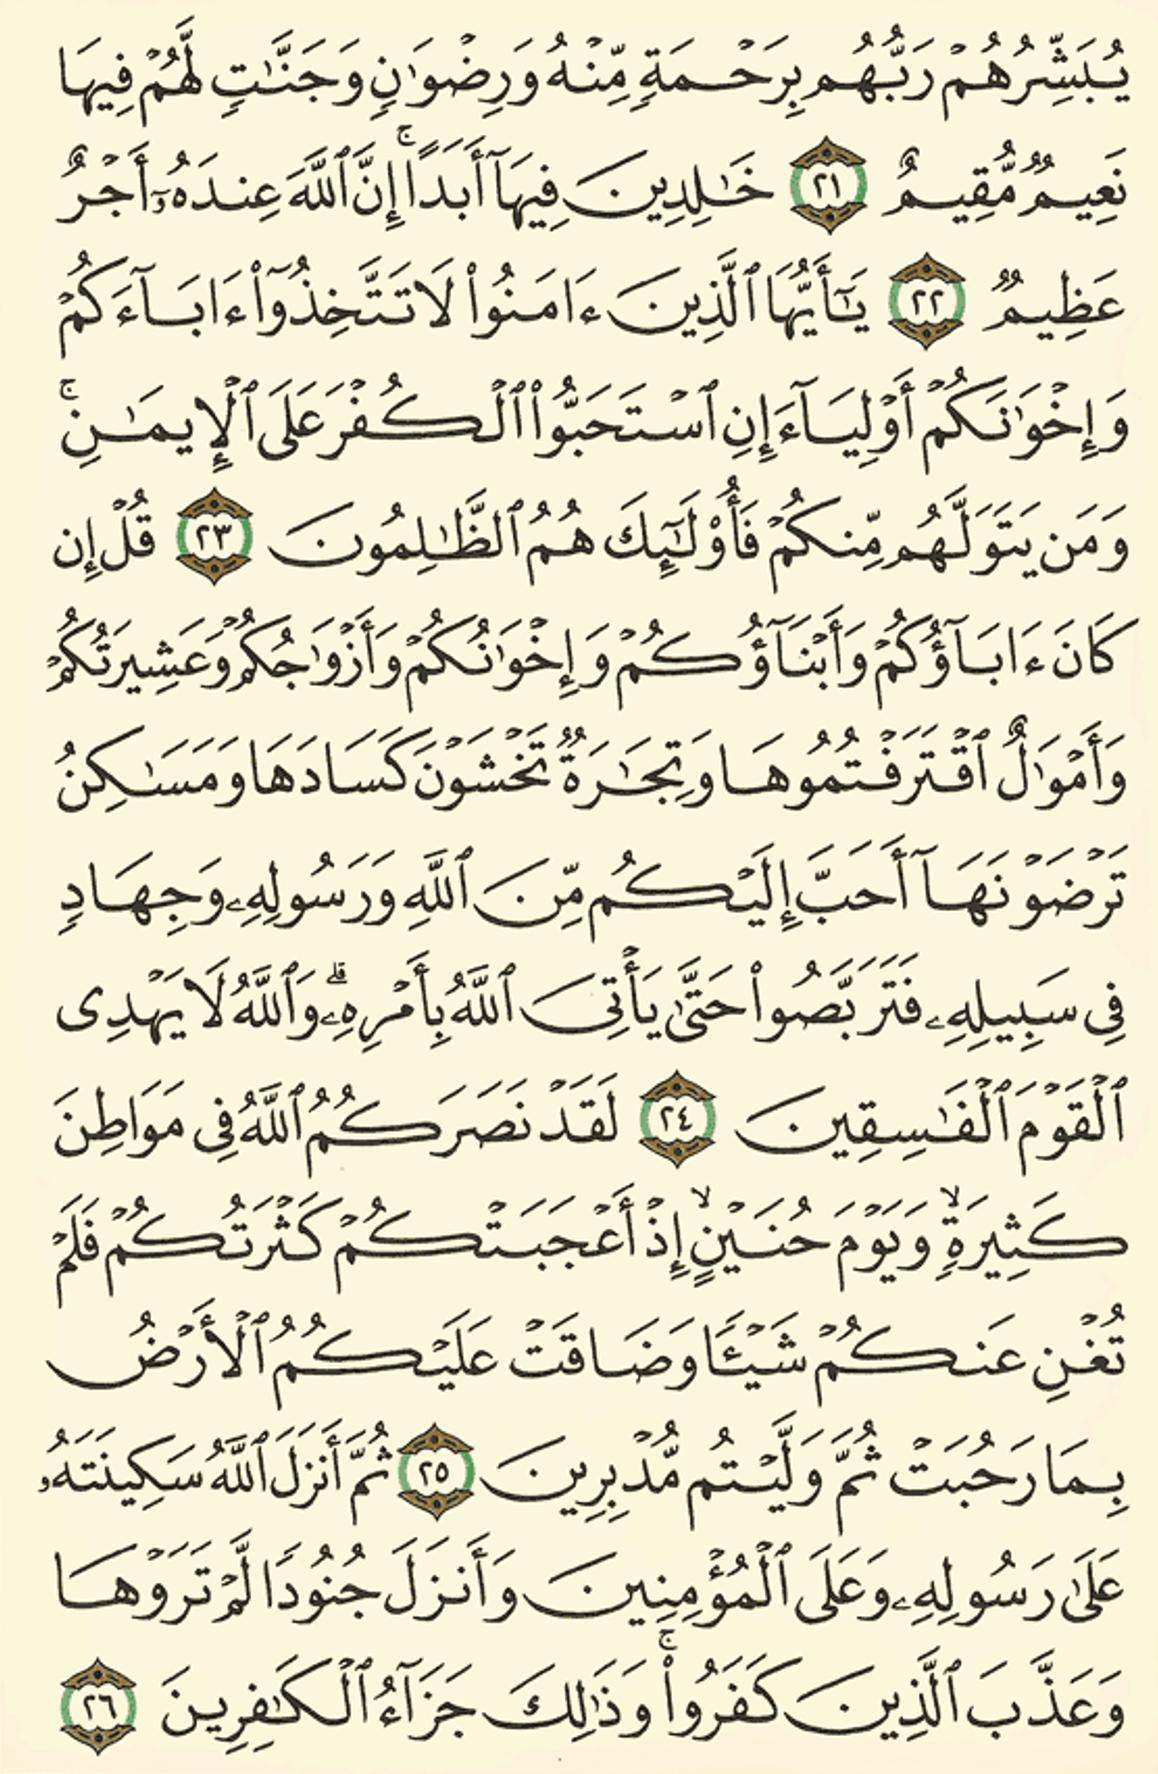 يُبَشِّرُهُمْ رَبُّهُم بِرَحْمَةٍ مِّنْهُ وَرِضْوَٰنٍ وَجَنَّٰتٍ لَّهُمْ فِيهَا
نَعِيمٌ مُّقِيمٌ ٢١ خَٰلِدِينَ فِيهَآ أَبَدًا ۚ إِنَّ ٱللَّهَ عِندَهُۥٓ أَجْرٌ
عَظِيمٌ ٢٢ يَٰٓأَيُّهَا ٱلَّذِينَ ءَامَنُوا۟ لَا تَتَّخِذُوٓا۟ ءَابَآءَكُمْ
وَإِخْوَٰنَكُمْ أَوْلِيَآءَ إِنِ ٱسْتَحَبُّوا۟ ٱلْكُفْرَ عَلَى ٱلْإِيمَٰنِ ۚ
وَمَن يَتَوَلَّهُم مِّنكُمْ فَأُو۟لَٰٓئِكَ هُمُ ٱلظَّٰلِمُونَ ٢٣ قُلْ إِن
كَانَ ءَابَآؤُكُمْ وَأَبْنَآؤُكُمْ وَإِخْوَٰنُكُمْ وَأَزْوَٰجُكُمْ وَعَشِيرَتُكُمْ
وَأَمْوَٰلٌ ٱقْتَرَفْتُمُوهَا وَتِجَٰرَةٌ تَخْشَوْنَ كَسَادَهَا وَمَسَٰكِنُ
تَرْضَوْنَهَآ أَحَبَّ إِلَيْكُم مِّنَ ٱللَّهِ وَرَسُولِهِۦ وَجِهَادٍ
فِى سَبِيلِهِۦ فَتَرَبَّصُوا۟ حَتَّىٰ يَأْتِىَ ٱللَّهُ بِأَمْرِهِۦ ۗ وَٱللَّهُ لَا يَهْدِى
ٱلْقَوْمَ ٱلْفَٰسِقِينَ ٢٤ لَقَدْ نَصَرَكُمُ ٱللَّهُ فِى مَوَاطِنَ
كَثِيرَةٍ ۙ وَيَوْمَ حُنَيْنٍ ۙ إِذْ أَعْجَبَتْكُمْ كَثْرَتُكُمْ فَلَمْ
تُغْنِ عَنكُمْ شَيْـًٔا وَضَاقَتْ عَلَيْكُمُ ٱلْأَرْضُ
بِمَا رَحُبَتْ ثُمَّ وَلَّيْتُم مُّدْبِرِينَ ٢٥ ثُمَّ أَنزَلَ ٱللَّهُ سَكِينَتَهُۥ
عَلَىٰ رَسُولِهِۦ وَعَلَى ٱلْمُؤْمِنِينَ وَأَنزَلَ جُنُودًا لَّمْ تَرَوْهَا
وَعَذَّبَ ٱلَّذِينَ كَفَرُوا۟ ۚ وَذَٰلِكَ جَزَآءُ ٱلْكَٰفِرِينَ ٢٦